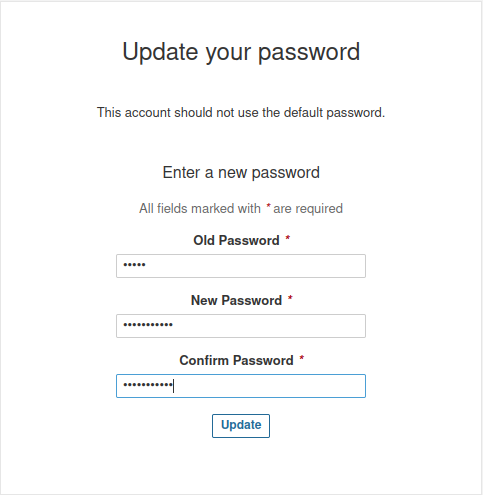 Update your password
This account should not use the default password.
Enter a new password
All fields marked with * are required
Old Password *
•••••
New Password *
•••••••••••
Confirm Password *
•••••••••••
Update